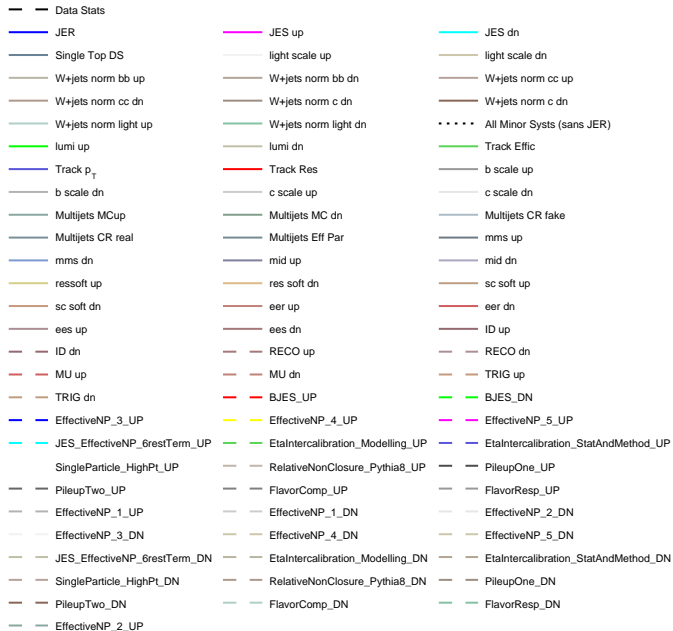 Data Stats
JER JES up JES dn
Single Top DS light scale up light scale dn
W+jets norm bb up W+jets norm bb dn W+jets norm cc up
W+jets norm cc dn W+jets norm c dn W+jets norm c dn
W+jets norm light up W+jets norm light dn All Minor Systs (sans JER)
lumi up lumi dn Track Effic
Track p_T Track Res b scale up
b scale dn c scale up c scale dn
Multijets MCup Multijets MC dn Multijets CR fake
Multijets CR real Multijets Eff Par mms up
mms dn mid up mid dn
ressoft up res soft dn sc soft up
sc soft dn eer up eer dn
ees up ees dn ID up
ID dn RECO up RECO dn
MU up MU dn TRIG up
TRIG dn BJES_UP BJES_DN
EffectiveNP_3_UP EffectiveNP_4_UP EffectiveNP_5_UP
JES_EffectiveNP_6restTerm_UP EtaIntercalibration_Modelling_UP EtaIntercalibration_StatAndMethod_UP
SingleParticle_HighPt_UP RelativeNonClosure_Pythia8_UP PileupOne_UP
PileupTwo_UP FlavorComp_UP FlavorResp_UP
EffectiveNP_1_UP EffectiveNP_1_DN EffectiveNP_2_DN
EffectiveNP_3_DN EffectiveNP_4_DN EffectiveNP_5_DN
JES_EffectiveNP_6restTerm_DN EtaIntercalibration_Modelling_DN EtaIntercalibration_StatAndMethod_DN
SingleParticle_HighPt_DN RelativeNonClosure_Pythia8_DN PileupOne_DN
PileupTwo_DN FlavorComp_DN FlavorResp_DN
EffectiveNP_2_UP